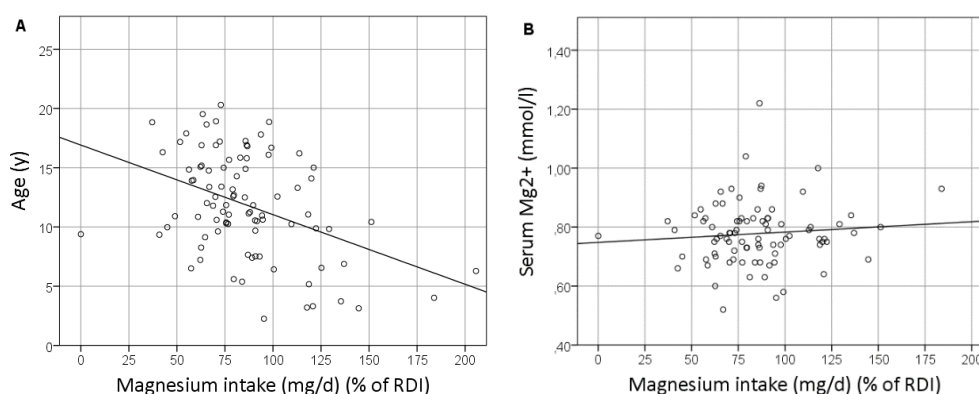 A
25
20
15
10
5
0
Age (y)
0 25 50 75 100 125 150 175 200
Magnesium intake (mg/d) (% of RDI)
B
1,40
1,20
1,00
,80
,60
,40
Serum Mg2+ (mmol/l)
0 25 50 75 100 125 150 175 200
Magnesium intake (mg/d) (% of RDI)